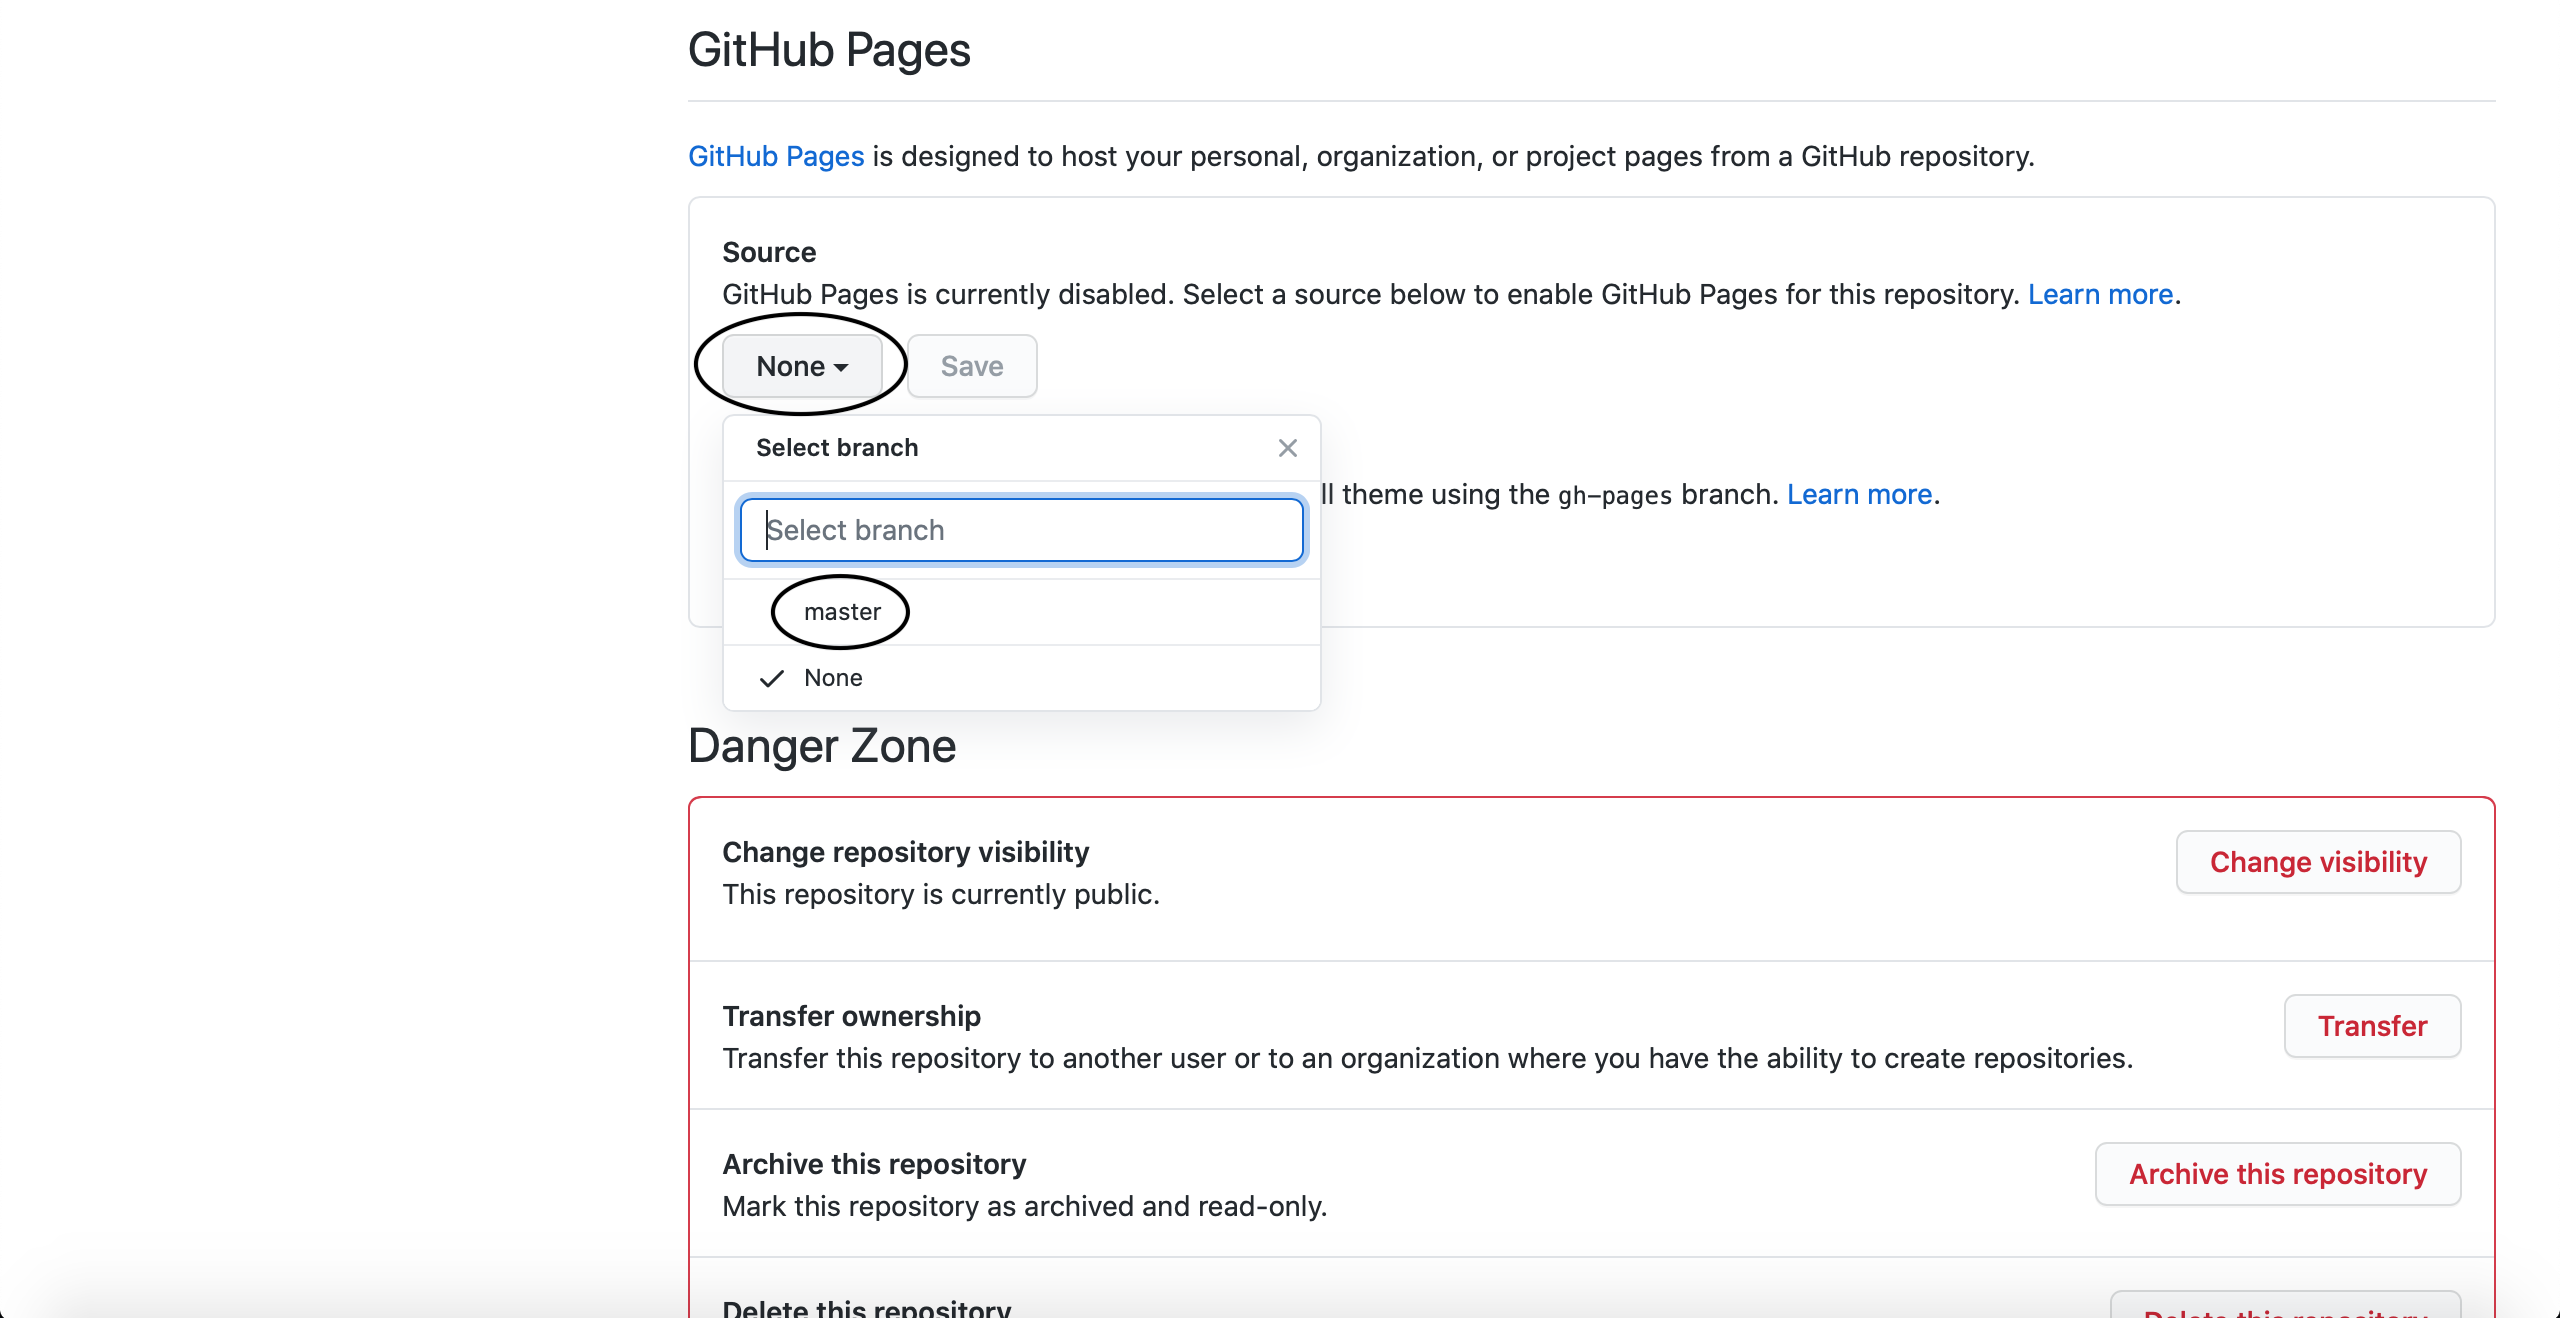 GitHub Pages
GitHub Pages is designed to host your personal, organization, or project pages from a GitHub repository.
Source
GitHub Pages is currently disabled. Select a source below to enable GitHub Pages for this repository. Learn more.
None Save
Select branch
ll theme using the gh-pages branch. Learn more.
Select branch
master
None
Danger Zone
Change repository visibility
This repository is currently public.
Change visibility
Transfer ownership
Transfer this repository to another user or to an organization where you have the ability to create repositories.
Transfer
Archive this repository
Mark this repository as archived and read-only.
Archive this repository
Delete this repository
Delete this repository